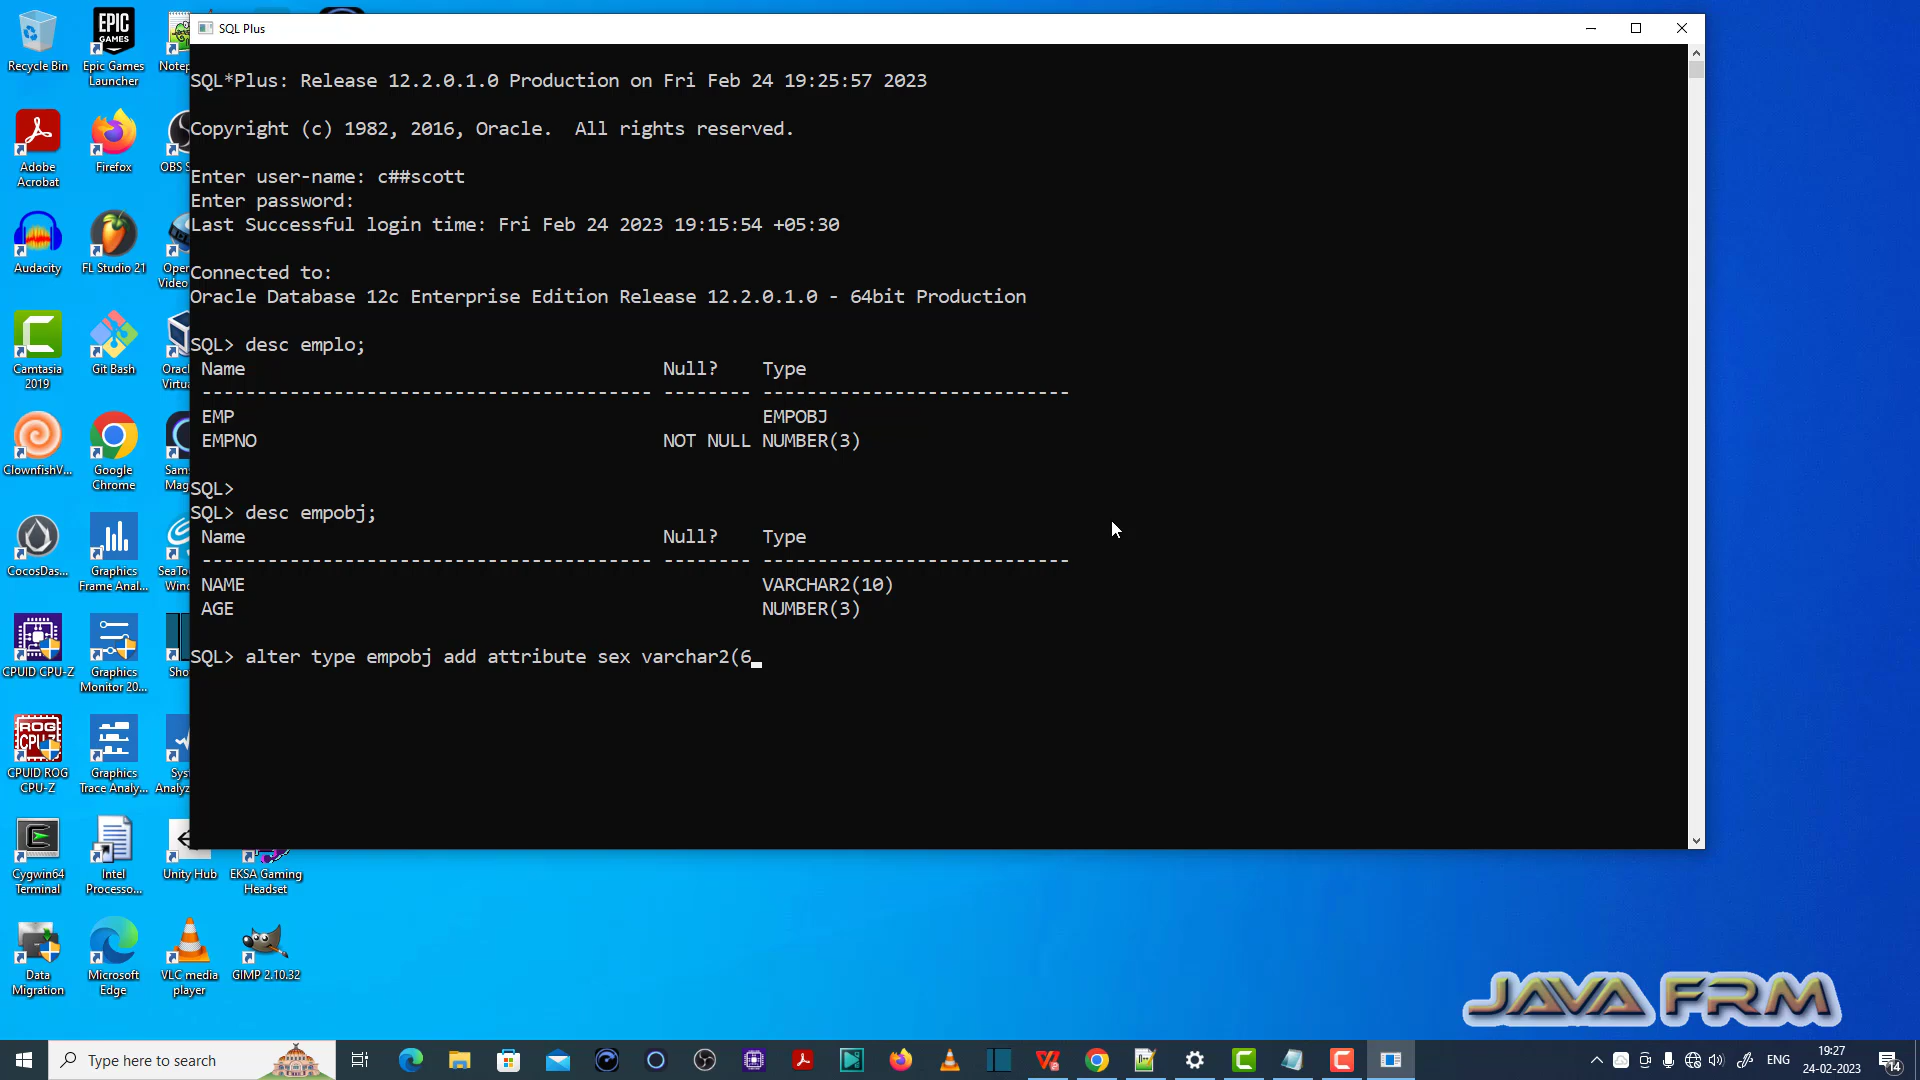 SQL Plus
SQL*Plus: Release 12.2.0.1.0 Production on Fri Feb 24 19:25:57 2023
Copyright (c) 1982, 2016, Oracle.  All rights reserved.
Enter user-name: c##scott
Enter password:
Last Successful login time: Fri Feb 24 2023 19:15:54 +05:30
Connected to:
Oracle Database 12c Enterprise Edition Release 12.2.0.1.0 - 64bit Production
SQL> desc emplo;
Name Null? Type
----------------------------------------- -------- ----------------------------
EMP EMPOBJ
EMPNO NOT NULL NUMBER(3)
SQL>
SQL> desc empobj;
Name Null? Type
----------------------------------------- -------- ----------------------------
NAME VARCHAR2(10)
AGE NUMBER(3)
SQL> alter type empobj add attribute sex varchar2(6
Recycle Bin
EPIC GAMES
Epic Games Launcher
Notep
Adobe Acrobat
Firefox
OBS S
Audacity
FL Studio 21
Open
Video
Camtasia 2019
Git Bash
Orac
Virtua
ClownfishV...
Google Chrome
Sam
Mag
CocosDas...
Graphics Frame Anal...
SeaTo
Wind
CPUID CPU-Z
Graphics Monitor 20...
Sho
ROG CPU-Z
CPUID ROG CPU-Z
Graphics Trace Analy...
Sys
Analyz
Cygwin64 Terminal
Intel Processo...
Unity Hub
EKSA Gaming Headset
Data Migration
Microsoft Edge
VLC media player
GIMP 2.10.32
JAVA FRM
Type here to search
ENG
19:27
24-02-2023
14